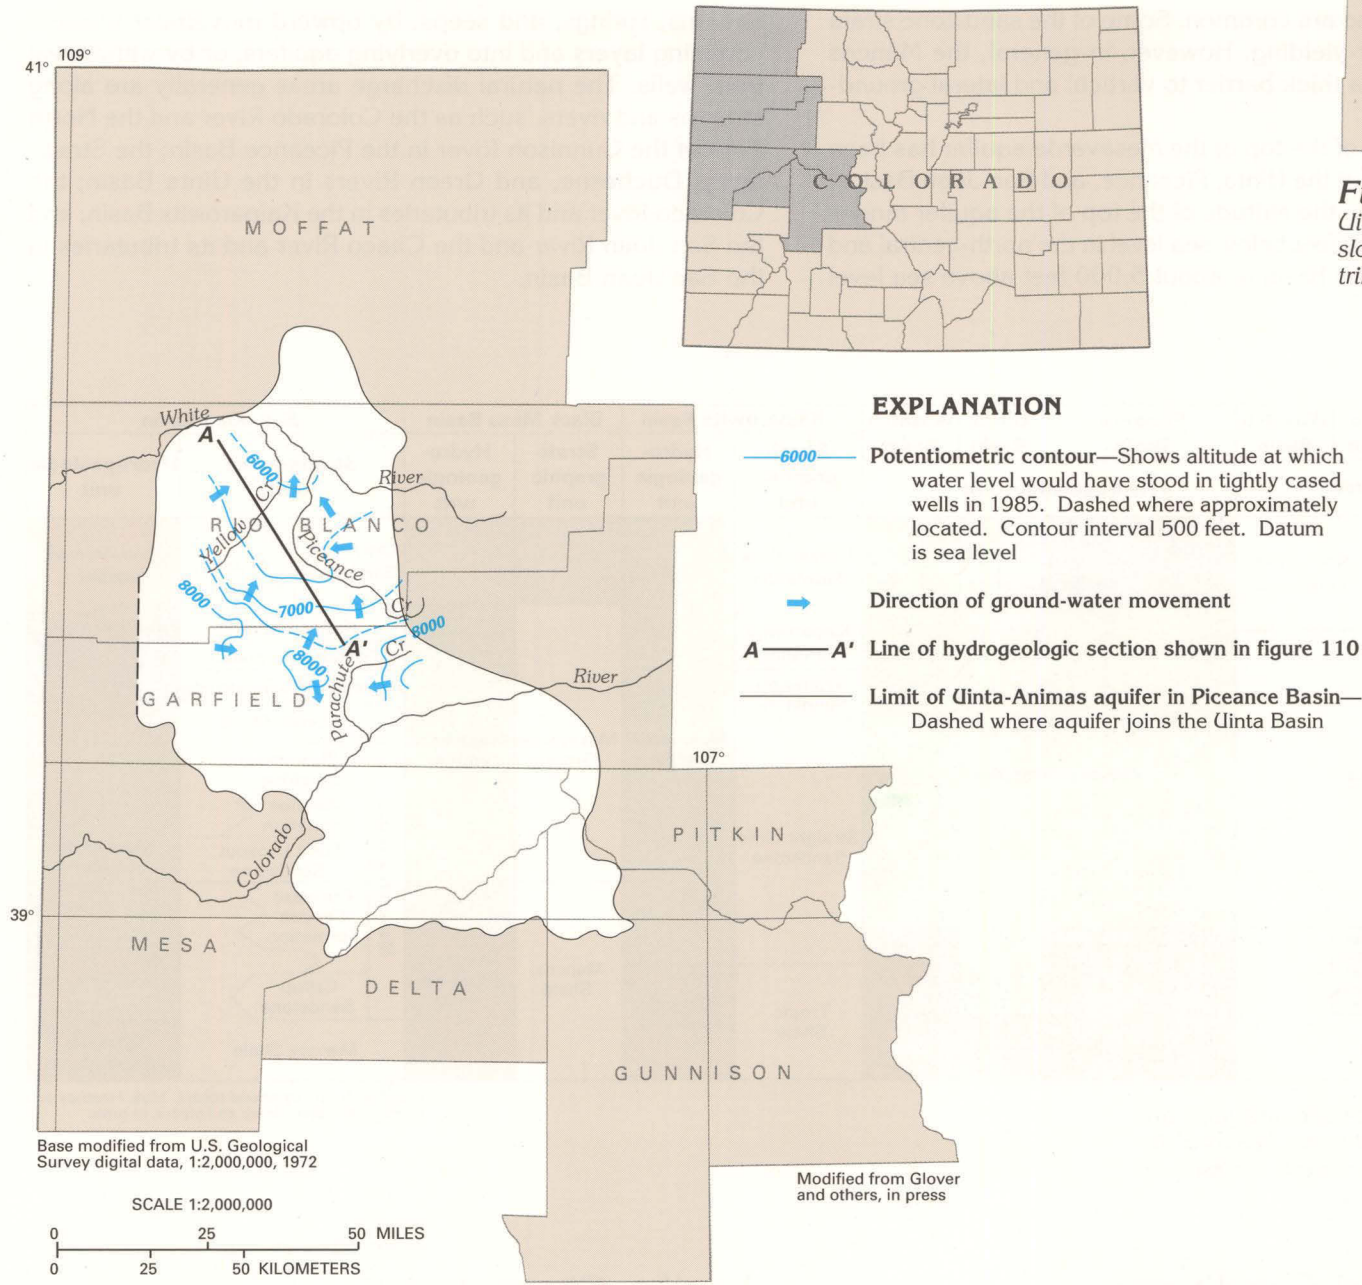 109°
41°
MOFFAT
COLORADO
White
A
6000
Cr
River
RIO BLANCO
Yellow
Piceance
8000
7000
Cr
8000
A'
Cr
8000
Parachute
GARFIELD
River
107°
PITKIN
Colorado
39°
MESA
DELTA
GUNNISON
EXPLANATION
6000 Potentiometric contour—Shows altitude at which
water level would have stood in tightly cased
wells in 1985. Dashed where approximately
located. Contour interval 500 feet. Datum
is sea level
Direction of ground-water movement
A A' Line of hydrogeologic section shown in figure 110
Limit of Uinta-Animas aquifer in Piceance Basin—
Dashed where aquifer joins the Uinta Basin
Base modified from U.S. Geological
Survey digital data, 1:2,000,000, 1972
Modified from Glover
and others, in press
SCALE 1:2,000,000
0 25 50 MILES
0 25 50 KILOMETERS